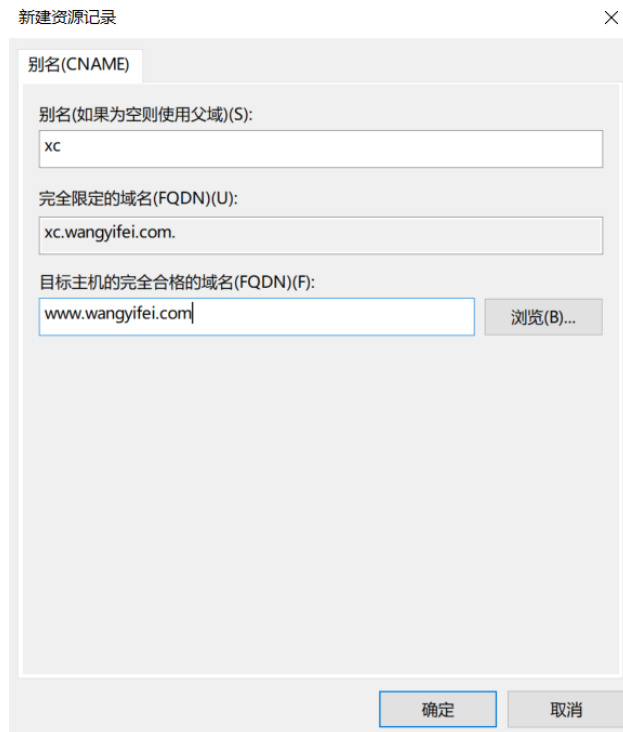 新建资源记录
别名(CNAME)
别名(如果为空则使用父域)(S):
xc
完全限定的域名(FQDN)(U):
xc.wangyifei.com.
目标主机的完全合格的域名(FQDN)(F):
www.wangyifei.com
浏览(B)...
确定 取消